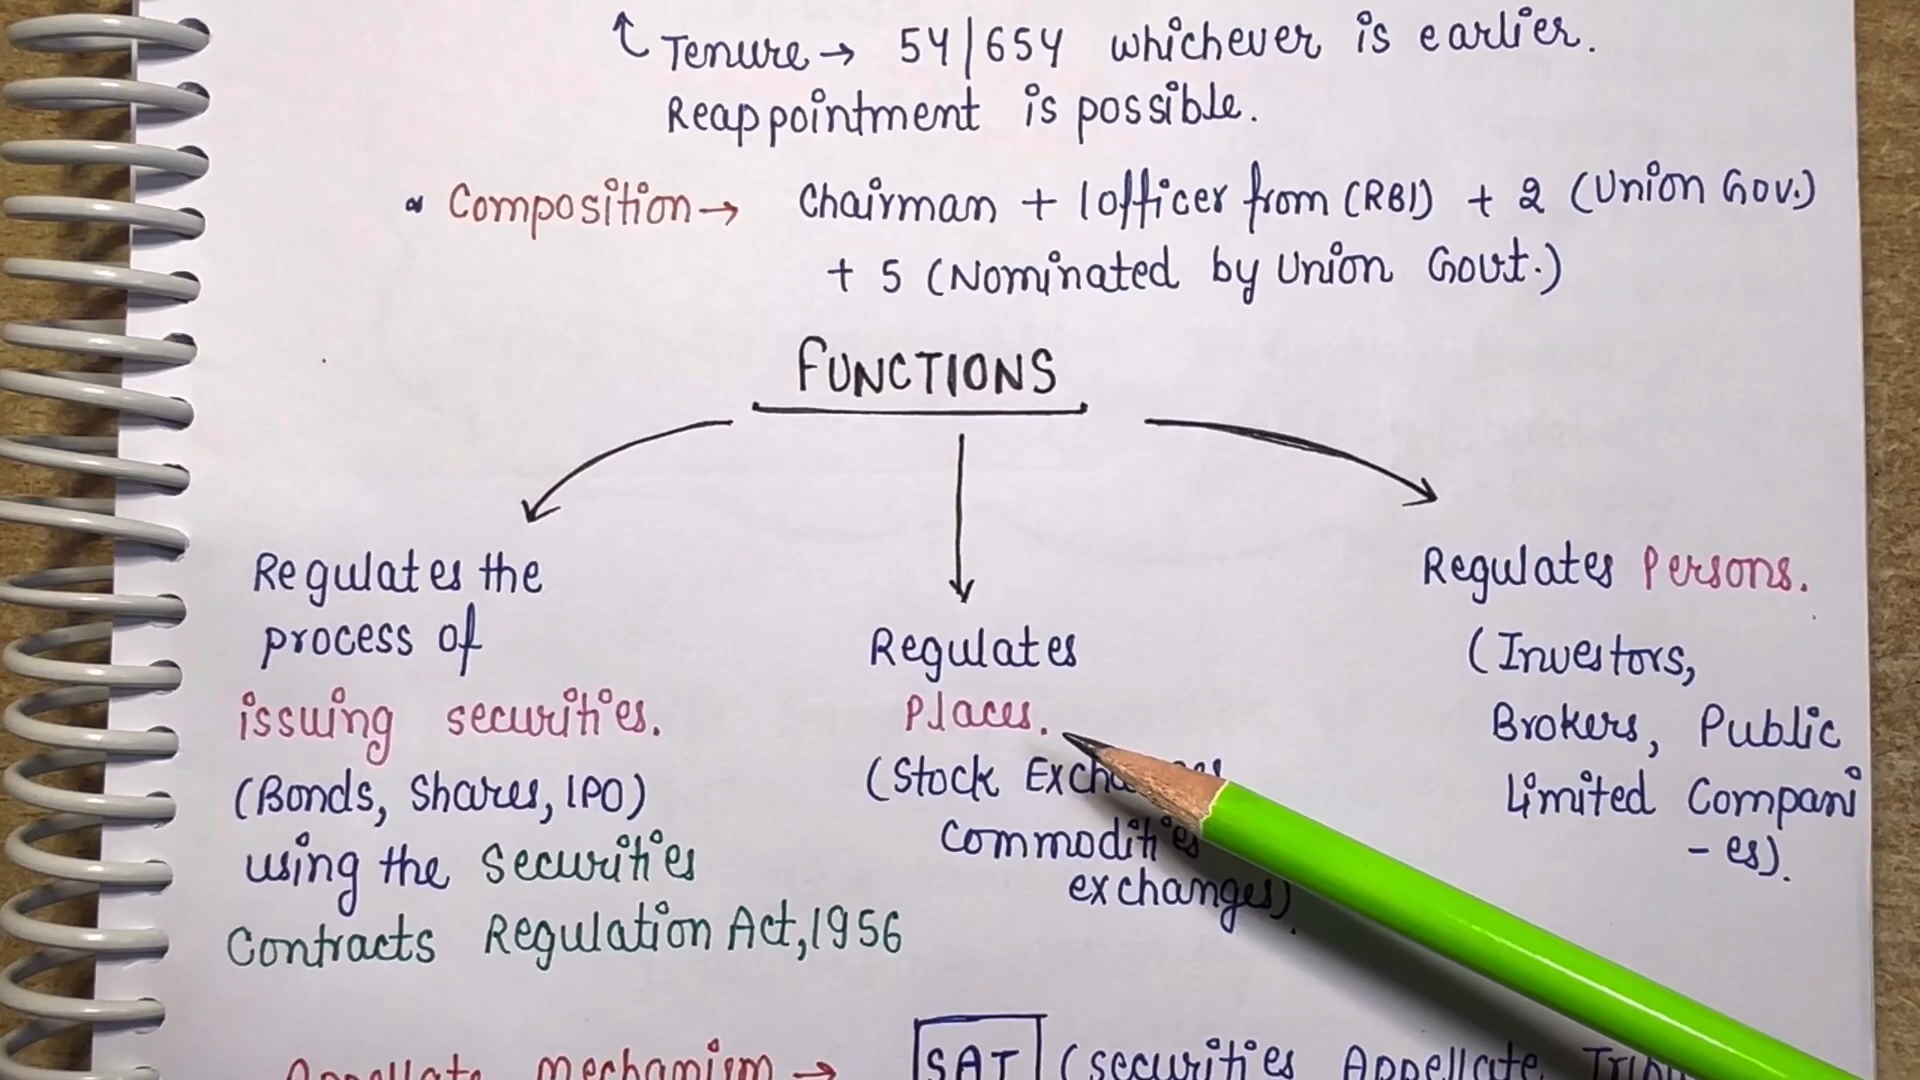 Tenure → 5Y/65Y whichever is earlier.
Reappointment is possible.
Composition → Chairman + 1 officer from (RBI) + 2 (Union Gov.)
+ 5 (Nominated by Union Govt.)
FUNCTIONS
Regulates the
process of
issuing securities.
(Bonds, Shares, IPO)
using the Securities
Contracts Regulation Act, 1956
Regulates
Places.
(Stock
Commodities
exchanges).
Regulates Persons.
(Investors,
Brokers, Public
Limited Compani
- es).
Appellate mechanism → SAT (Securities Appellate